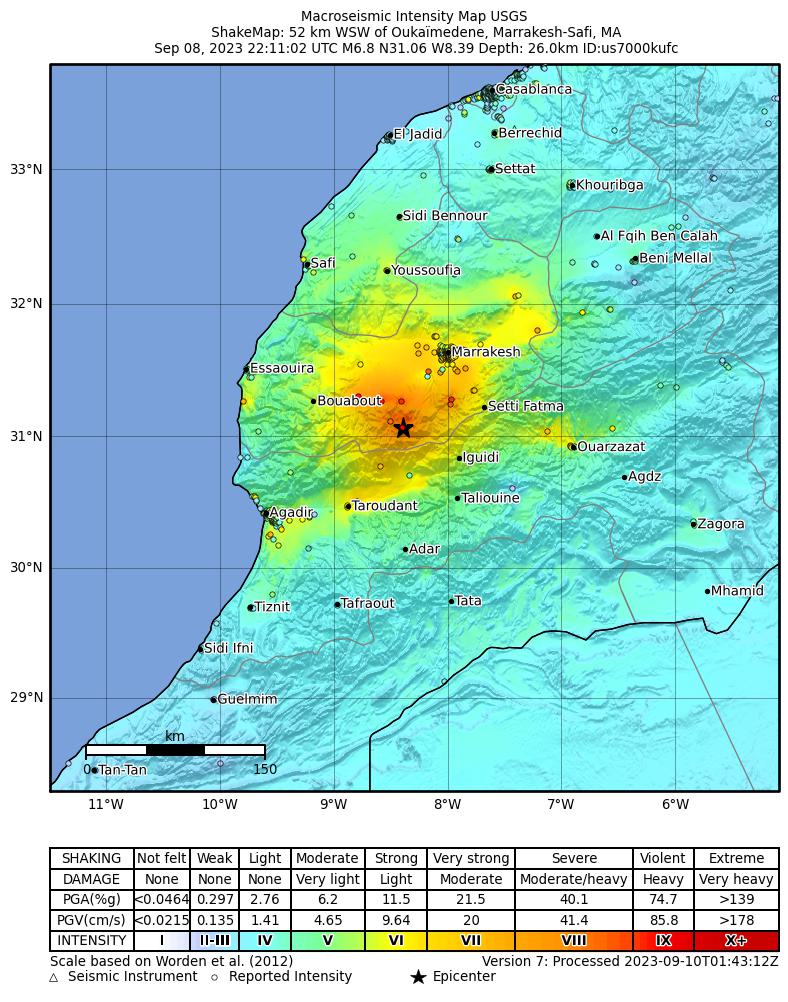 Macroseismic Intensity Map USGS
ShakeMap: 52 km WSW of Oukaïmedene, Marrakesh-Safi, MA
Sep 08, 2023 22:11:02 UTC M6.8 N31.06 W8.39 Depth: 26.0km ID:us7000kufc
Casablanca
El Jadid
Berrechid
33°N
Settat
Khouribga
Sidi Bennour
Al Fqih Ben Calah
Safi
Youssoufia
Beni Mellal
32°N
Marrakesh
Essaouira
Bouabout
Setti Fatma
31°N
Ouarzazat
Iguidi
Agdz
Taliouine
Agadir
Taroudant
Zagora
Adar
30°N
Mhamid
Tiznit
Tafraout
Tata
Sidi Ifni
29°N
Guelmim
km
0
150
Tan-Tan
11°W 10°W 9°W 8°W 7°W 6°W
SHAKING Not felt Weak Light Moderate Strong Very strong Severe Violent Extreme
DAMAGE None None None Very light Light Moderate Moderate/heavy Heavy Very heavy
PGA(%g) <0.0464 0.297 2.76 6.2 11.5 21.5 40.1 74.7 >139
PGV(cm/s) <0.0215 0.135 1.41 4.65 9.64 20 41.4 85.8 >178
INTENSITY I II-III IV V VI VII VIII IX X+
Scale based on Worden et al. (2012) Version 7: Processed 2023-09-10T01:43:12Z
Seismic Instrument Reported Intensity Epicenter